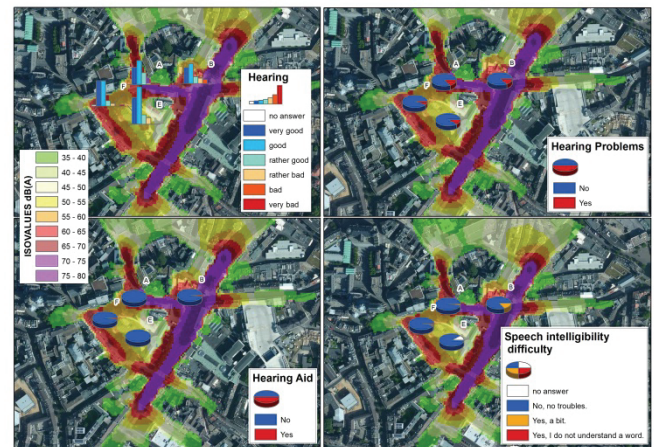 A
B
F
E
Hearing
no answer
very good
good
rather good
rather bad
bad
very bad
ISOVALUES dB(A)
35 - 40
40 - 45
45 - 50
50 - 55
55 - 60
60 - 65
65 - 70
70 - 75
75 - 80
A
B
F
E
Hearing Problems
No
Yes
A
B
F
E
Hearing Aid
No
Yes
A
B
F
E
Speech intelligibility
difficulty
no answer
No, no troubles.
Yes, a bit.
Yes, I do not understand a word.